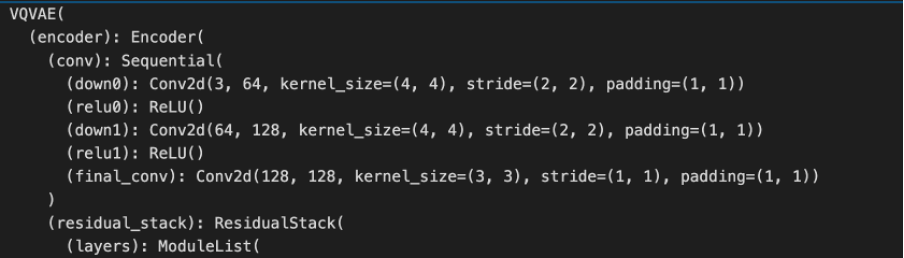 VQVAE(
  (encoder): Encoder(
    (conv): Sequential(
      (down0): Conv2d(3, 64, kernel_size=(4, 4), stride=(2, 2), padding=(1, 1))
      (relu0): ReLU()
      (down1): Conv2d(64, 128, kernel_size=(4, 4), stride=(2, 2), padding=(1, 1))
      (relu1): ReLU()
      (final_conv): Conv2d(128, 128, kernel_size=(3, 3), stride=(1, 1), padding=(1, 1))
    )
    (residual_stack): ResidualStack(
      (layers): ModuleList(